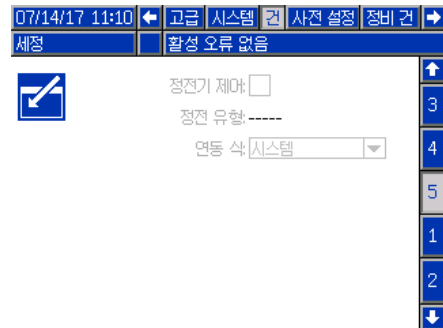 07/14/17 11:10 고급 시스템 건 사전 설정 정비 건
세정 활성 오류 없음
정전기 제어:
3
정전 유형:-----
4
연동 식: 시스템
5
1
2